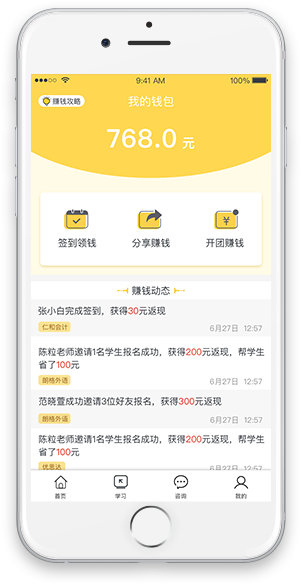 9:41 AM
100%
赚钱攻略
我的钱包
768.0 元
签到领钱
分享赚钱
开团赚钱
¥
赚钱动态
张小白完成签到，获得30元返现
仁和会计
6月27日 12:57
陈粒老师邀请1名学生报名成功，获得200元返现，帮学生
省了100元
朗格外语
6月27日 12:57
范晓萱成功邀请3位好友报名，获得300元返现
朗格外语
6月27日 12:57
陈粒老师邀请1名学生报名成功，获得200元返现，帮学生
省了100元
优思达
6月27日 12:57
首页
学习
咨询
我的